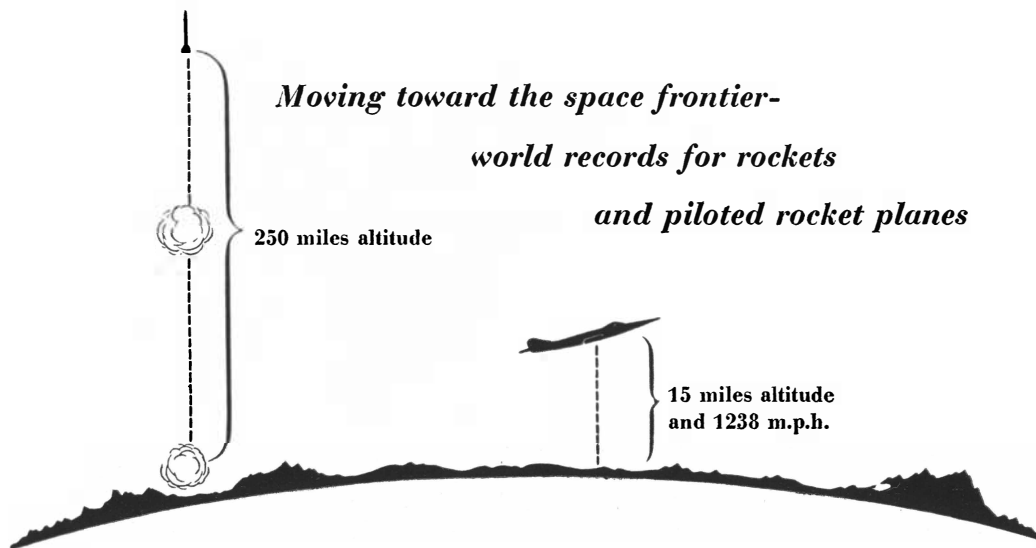 Moving toward the space frontier-
world records for rockets
and piloted rocket planes
250 miles altitude
15 miles altitude
and 1238 m.p.h.